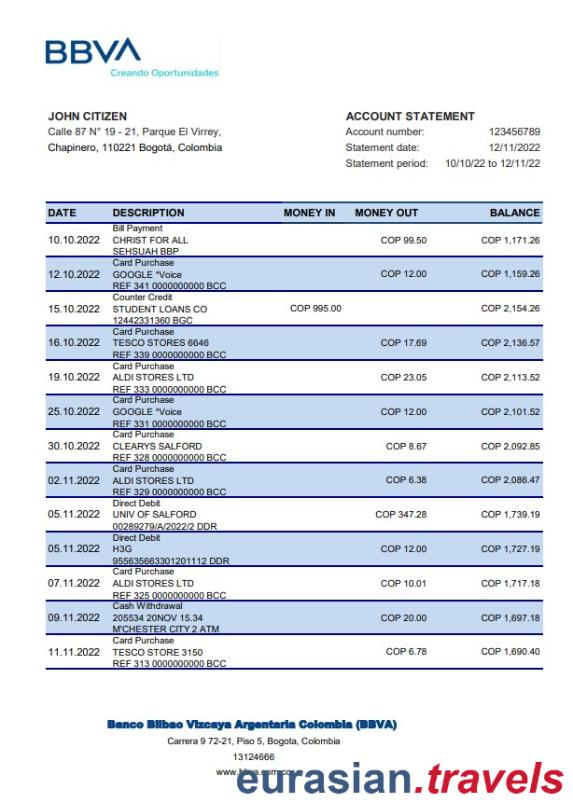 BBVA
Creando Oportunidades
JOHN CITIZEN
Calle 87 N° 19 - 21, Parque El Virrey,
Chapinero, 110221 Bogotá, Colombia
ACCOUNT STATEMENT
Account number: 123456789
Statement date: 12/11/2022
Statement period: 10/10/22 to 12/11/22
DATE DESCRIPTION MONEY IN MONEY OUT BALANCE
Bill Payment
10.10.2022 CHRIST FOR ALL COP 99.50 COP 1,171.26
SEHSUAH BBP
Card Purchase
12.10.2022 GOOGLE *Voice COP 12.00 COP 1,159.26
REF 341 0000000000 BCC
Counter Credit
15.10.2022 STUDENT LOANS CO COP 995.00 COP 2,154.26
12442331360 BGC
Card Purchase
16.10.2022 TESCO STORES 6646 COP 17.69 COP 2,136.57
REF 339 0000000000 BCC
Card Purchase
19.10.2022 ALDI STORES LTD COP 23.05 COP 2,113.52
REF 333 0000000000 BCC
Card Purchase
25.10.2022 GOOGLE *Voice COP 12.00 COP 2,101.52
REF 331 0000000000 BCC
Card Purchase
30.10.2022 CLEARYS SALFORD COP 8.67 COP 2,092.85
REF 328 0000000000 BCC
Card Purchase
02.11.2022 ALDI STORES LTD COP 6.38 COP 2,086.47
REF 329 0000000000 BCC
Direct Debit
05.11.2022 UNIV OF SALFORD COP 347.28 COP 1,739.19
00289279/A/2022/2 DDR
Direct Debit
05.11.2022 H3G COP 12.00 COP 1,727.19
955635663301201112 DDR
Card Purchase
07.11.2022 ALDI STORES LTD COP 10.01 COP 1,717.18
REF 325 0000000000 BCC
Cash Withdrawal
09.11.2022 205534 20NOV 15.34 COP 20.00 COP 1,697.18
M'CHESTER CITY 2 ATM
Card Purchase
11.11.2022 TESCO STORE 3150 COP 6.78 COP 1,690.40
REF 313 0000000000 BCC
Banco Bilbao Vizcaya Argentaria Colombia (BBVA)
Carrera 9 72-21, Piso 5, Bogota, Colombia
13124666
eurasian.travels